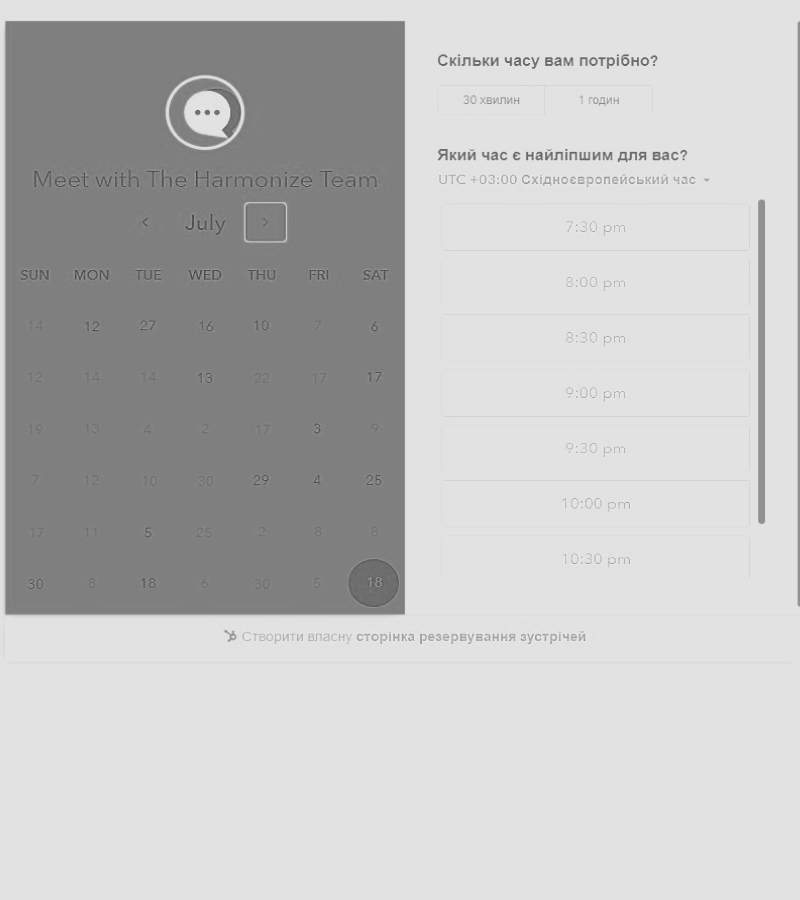 Meet with The Harmonize Team
July
SUN MON TUE WED THU FRI SAT
14 12 27 16 10 7 6
12 14 14 13 22 17 17
19 13 4 2 17 3 9
7 12 10 30 29 4 25
17 11 5 25 2 8 8
30 8 18 6 30 5 18
Скільки часу вам потрібно?
30 хвилин 1 годин
Який час є найліпшим для вас?
UTC +03:00 Східноєвропейський час
7:30 pm
8:00 pm
8:30 pm
9:00 pm
9:30 pm
10:00 pm
10:30 pm
Створити власну сторінка резервування зустрічей